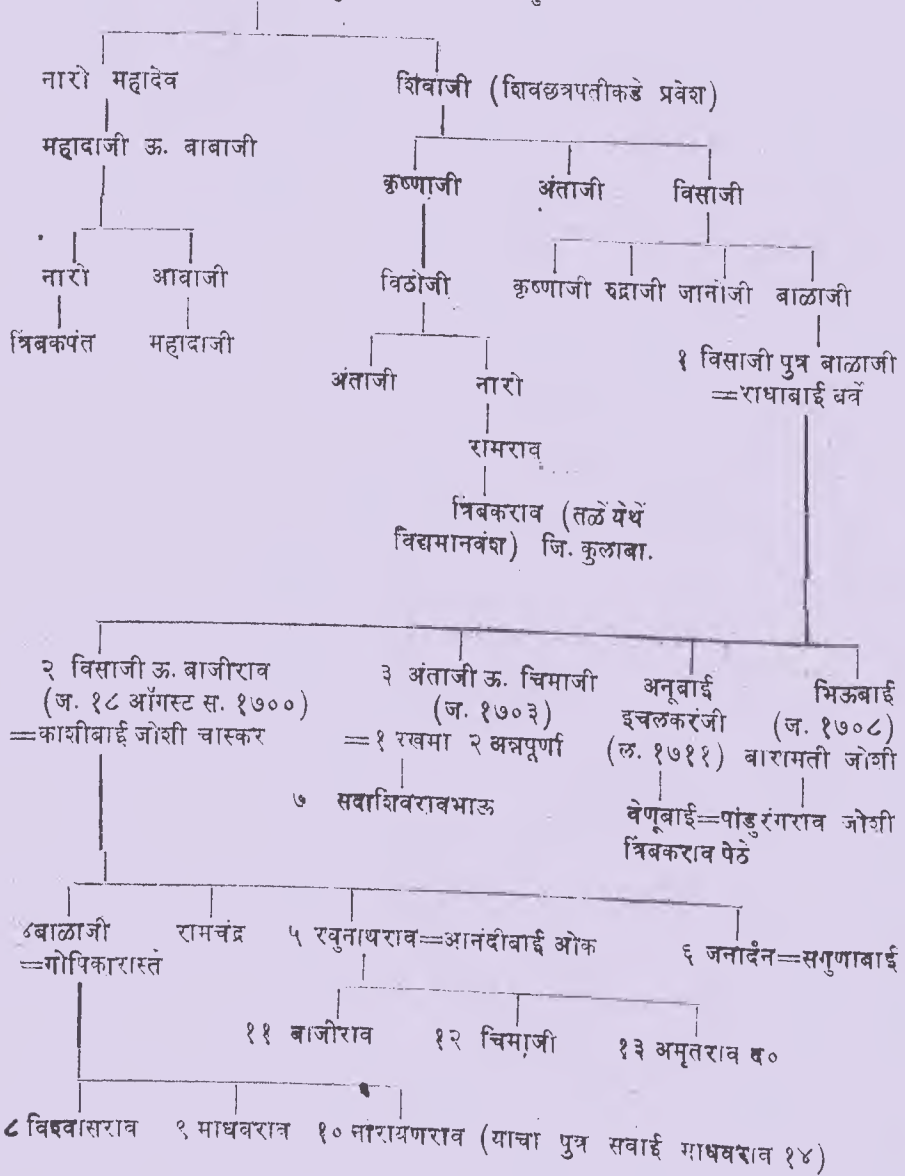 नारो महादेव शिवाजी (शिवछत्रपतीकडे प्रवेश)
महादाजी ऊ. बाबाजी
कृष्णाजी अंताजी विसाजी
नारो आवाजी विठोजी कृष्णाजी रुद्राजी जानोजी बाळाजी
त्रिंबकपंत महादाजी
१ विसाजी पुत्र बाळाजी
अंताजी नारो =राधाबाई बर्वे
रामराव
त्रिंबकराव (तळें येथें
विद्यमानवंश) जि. कुलाबा.
२ विसाजी ऊ. बाजीराव ३ अंताजी ऊ. चिमाजी अनूबाई भिऊबाई
(ज. १८ ऑगस्ट स. १७००) (ज. १७०३) इचलकरंजी (ज. १७०८)
=काशीबाई जोशी चास्कर =१ रखमा २ अन्नपूर्णा (ल. १७११) बारामती जोशी
७ सदाशिवरावभाऊ वेणूबाई=पांडुरंगराव जोशी
त्रिंबकराव पेठे
४बाळाजी रामचंद्र ५ रघुनाथराव=आनंदीबाई ओक ६ जनार्दन=सगुणाबाई
=गोपिकारास्ते
११ बाजीराव १२ चिमाजी १३ अमृतराव द०
८ विश्वासराव ९ माधवराव १० नारायणराव (याचा पुत्र सवाई माधवराव १४)